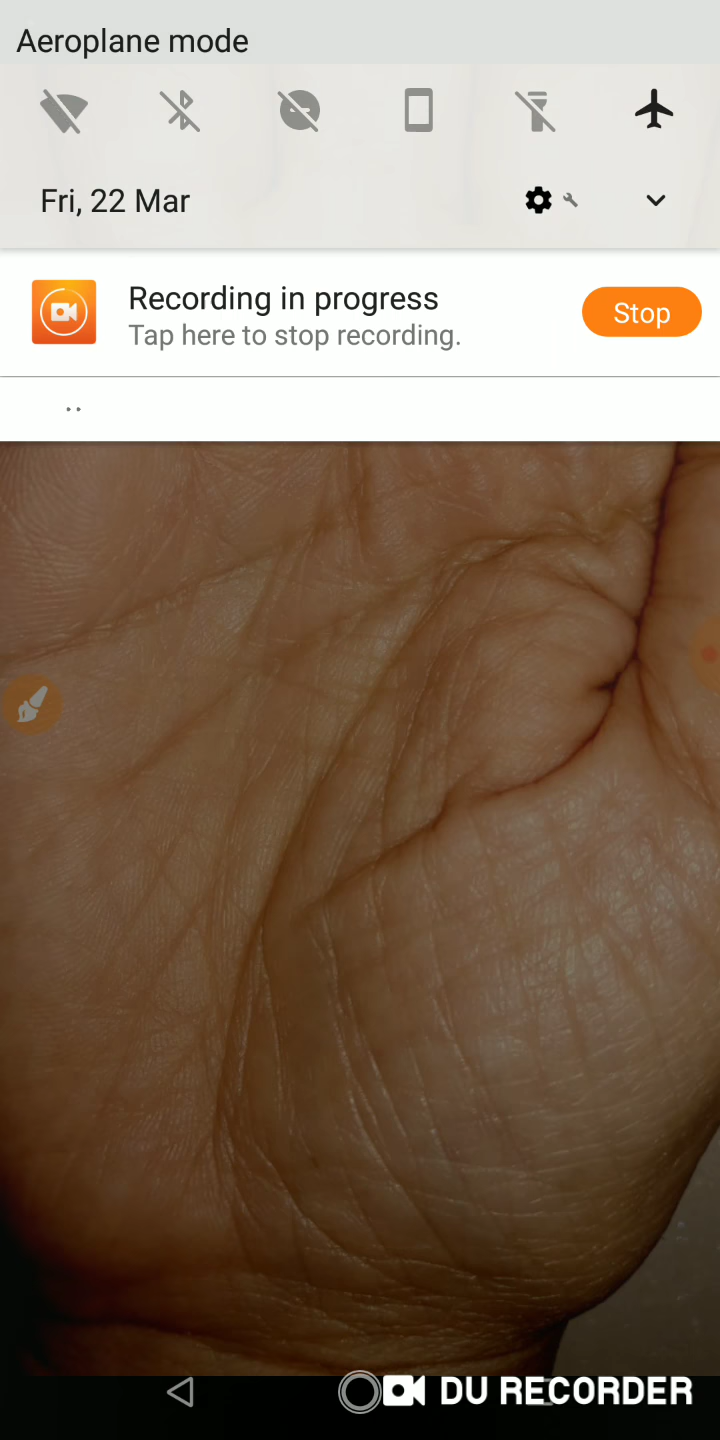 Aeroplane mode
Fri, 22 Mar
Recording in progress
Tap here to stop recording.
Stop
..
DU RECORDER